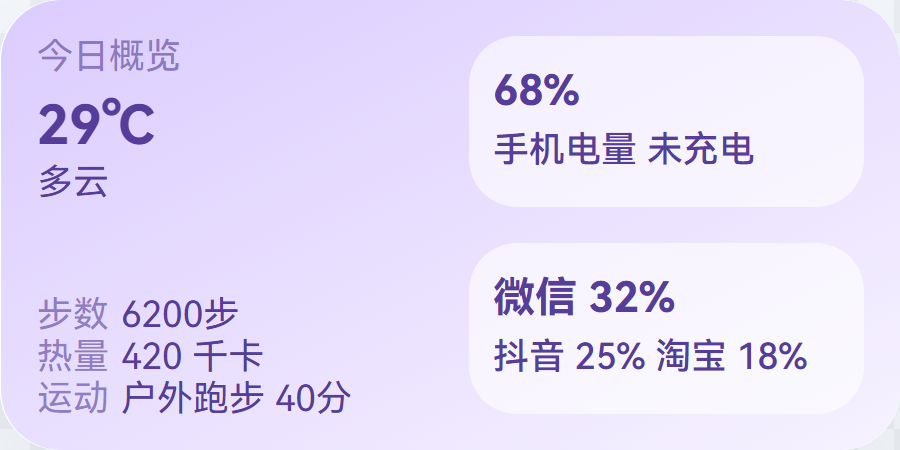 今日概览
29℃
多云
步数 6200步
热量 420 千卡
运动 户外跑步 40分
68%
手机电量 未充电
微信 32%
抖音 25% 淘宝 18%